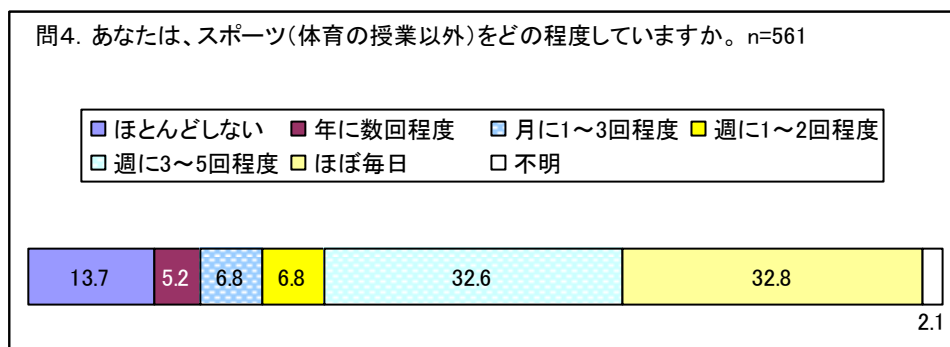 問4. あなたは、スポーツ(体育の授業以外)をどの程度していますか。 n=561
ほとんどしない 年に数回程度 月に1～3回程度 週に1～2回程度
週に3～5回程度 ほぼ毎日 不明
13.7 5.2 6.8 6.8 32.6 32.8
2.1